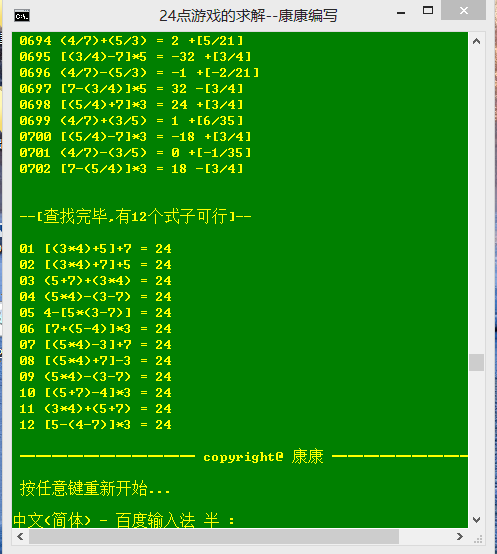 24点游戏的求解--康康编写
0694 (4/7)+(5/3) = 2 +[5/21]
0695 [(3/4)-7]*5 = -32 +[3/4]
0696 (4/7)-(5/3) = -1 +[-2/21]
0697 [7-(3/4)]*5 = 32 -[3/4]
0698 [(5/4)+7]*3 = 24 +[3/4]
0699 (4/7)+(3/5) = 1 +[6/35]
0700 [(5/4)-7]*3 = -18 +[3/4]
0701 (4/7)-(3/5) = 0 +[-1/35]
0702 [7-(5/4)]*3 = 18 -[3/4]
--[查找完毕,有12个式子可行]--
01 [(3*4)+5]+7 = 24
02 [(3*4)+7]+5 = 24
03 (5+7)+(3*4) = 24
04 (5*4)-(3-7) = 24
05 4-[5*(3-7)] = 24
06 [7+(5-4)]*3 = 24
07 [(5*4)-3]+7 = 24
08 [(5*4)+7]-3 = 24
09 (5*4)-(3-7) = 24
10 [(5+7)-4]*3 = 24
11 (3*4)+(5+7) = 24
12 [5-(4-7)]*3 = 24
———————————————— copyright@ 康康 ————————————————
按任意键重新开始...
中文(简体) - 百度输入法 半 :